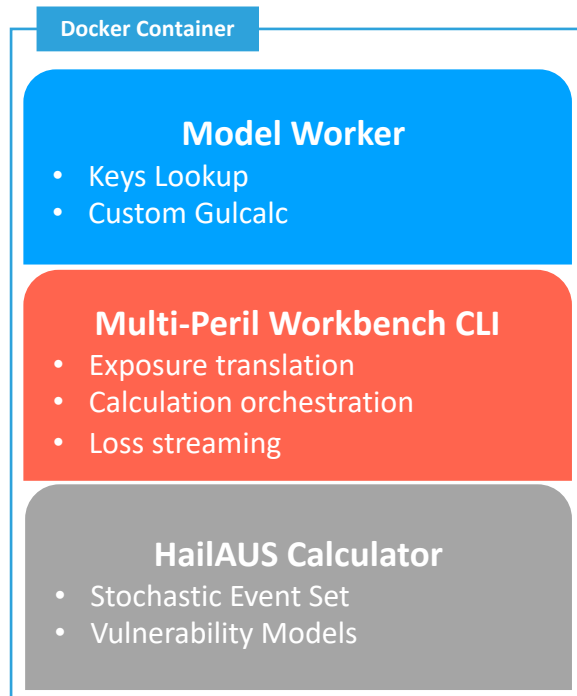 Docker Container
Model Worker
• Keys Lookup
• Custom Gulcalc
Multi-Peril Workbench CLI
• Exposure translation
• Calculation orchestration
• Loss streaming
HailAUS Calculator
• Stochastic Event Set
• Vulnerability Models